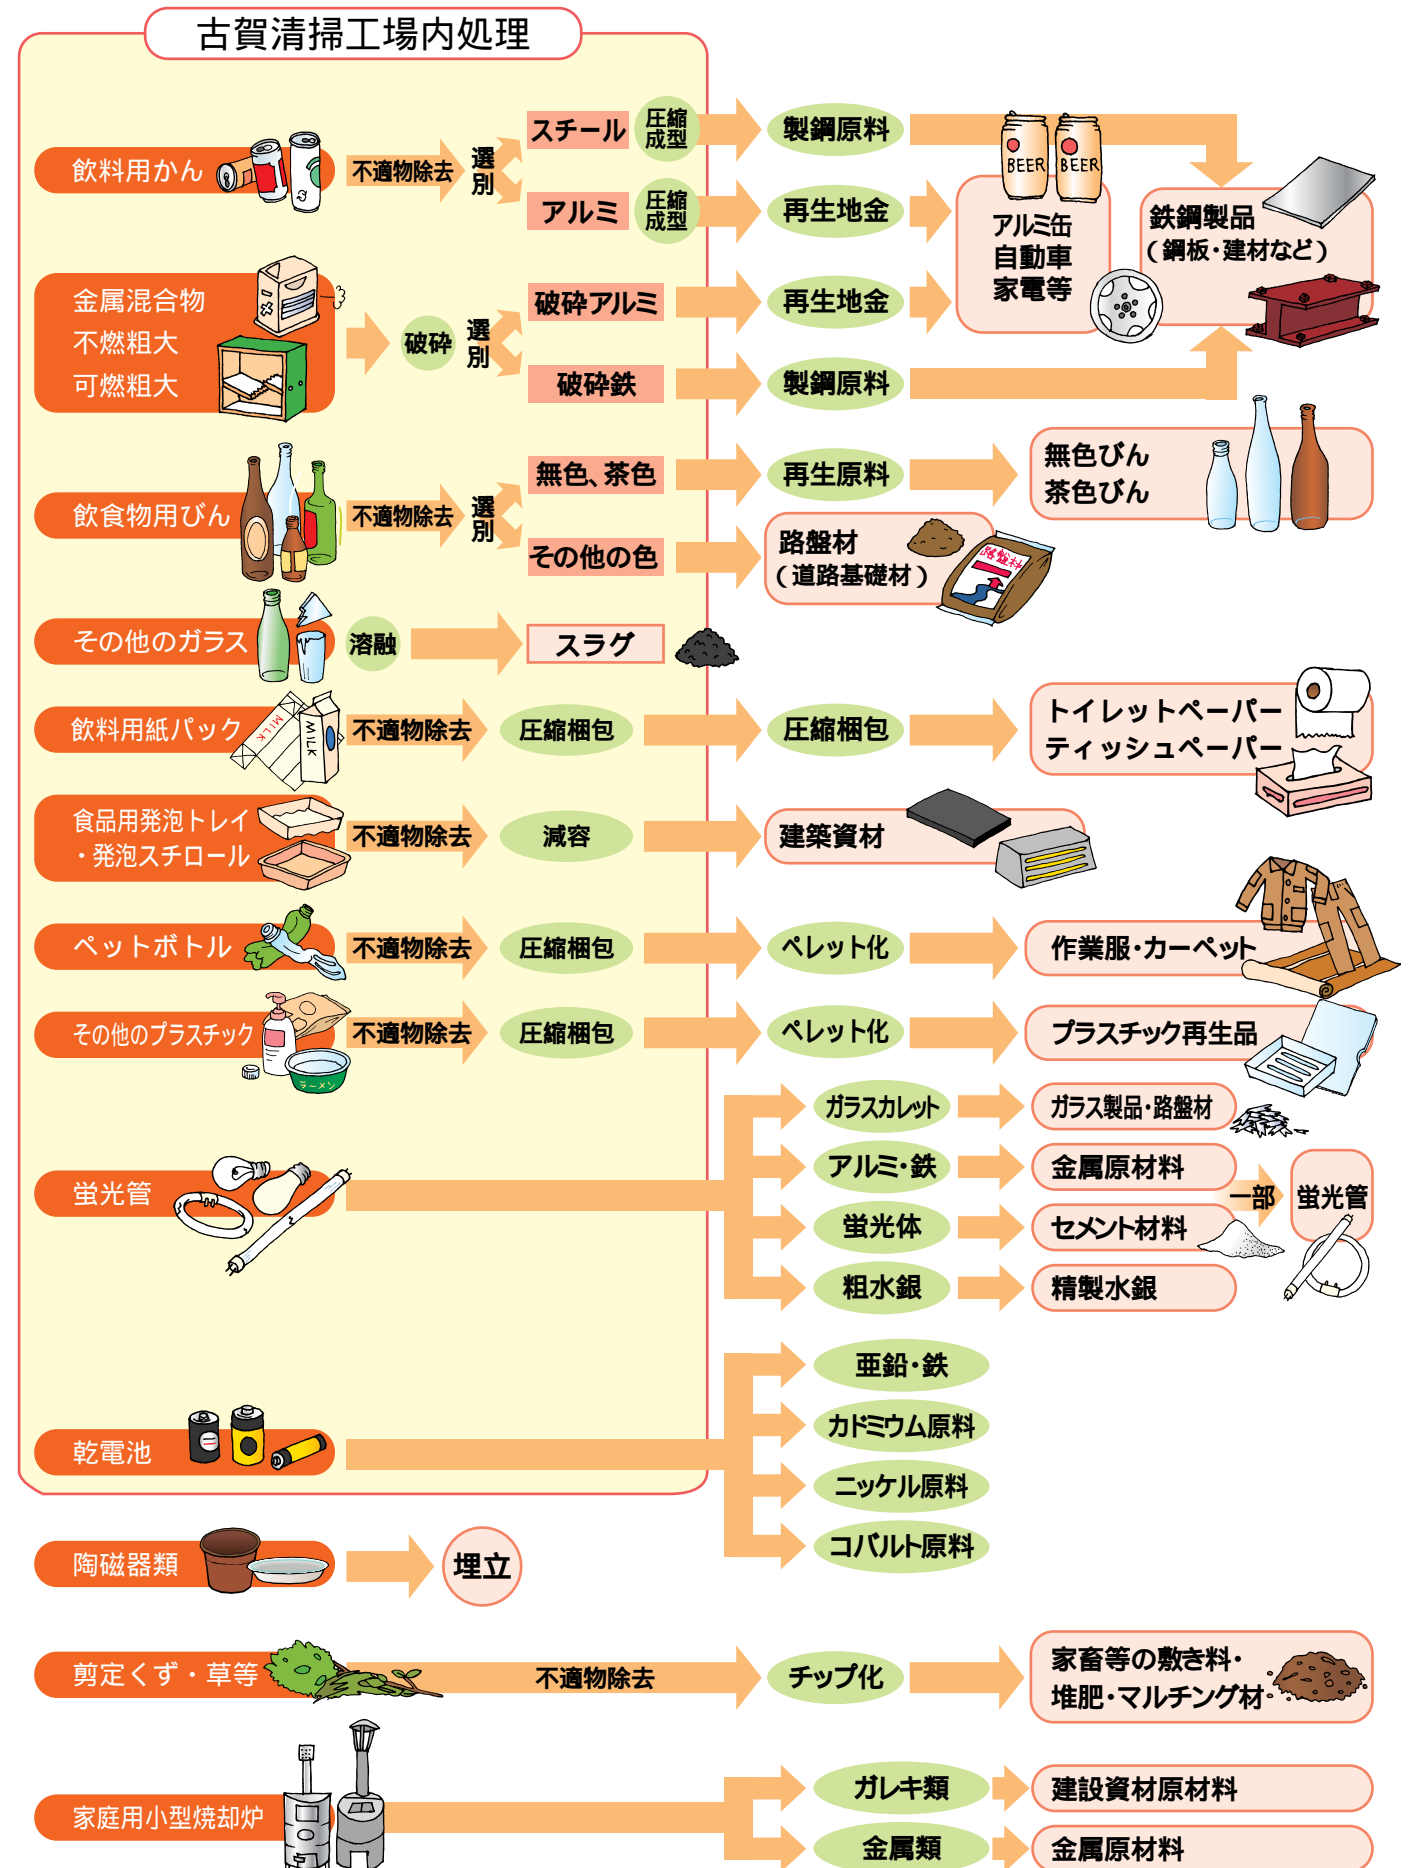 古賀清掃工場内処理
飲料用かん
不適物除去
選別
スチール
圧縮
成型
製鋼原料
アルミ
圧縮
成型
再生地金
BEER
BEER
アルミ缶
自動車
家電等
鉄鋼製品
（鋼板・建材など）
金属混合物
不燃粗大
可燃粗大
破砕
選別
破砕アルミ
再生地金
破砕鉄
製鋼原料
飲食物用びん
不適物除去
選別
無色、茶色
再生原料
無色びん
茶色びん
その他の色
路盤材
（道路基礎材）
路盤材
その他のガラス
溶融
スラグ
飲料用紙パック
MILK
MILK
不適物除去
圧縮梱包
圧縮梱包
トイレットペーパー
ティッシュペーパー
食品用発泡トレイ
・発泡スチロール
不適物除去
減容
建築資材
ペットボトル
不適物除去
圧縮梱包
ペレット化
作業服・カーペット
その他のプラスチック
ラーメン
不適物除去
圧縮梱包
ペレット化
プラスチック再生品
蛍光管
ガラスカレット
ガラス製品・路盤材
アルミ・鉄
金属原材料
蛍光体
セメント材料
粗水銀
精製水銀
一部
蛍光管
乾電池
亜鉛・鉄
カドミウム原料
ニッケル原料
コバルト原料
陶磁器類
埋立
剪定くず・草等
不適物除去
チップ化
家畜等の敷き料・
堆肥・マルチング材
家庭用小型焼却炉
ガレキ類
建設資材原材料
金属類
金属原材料